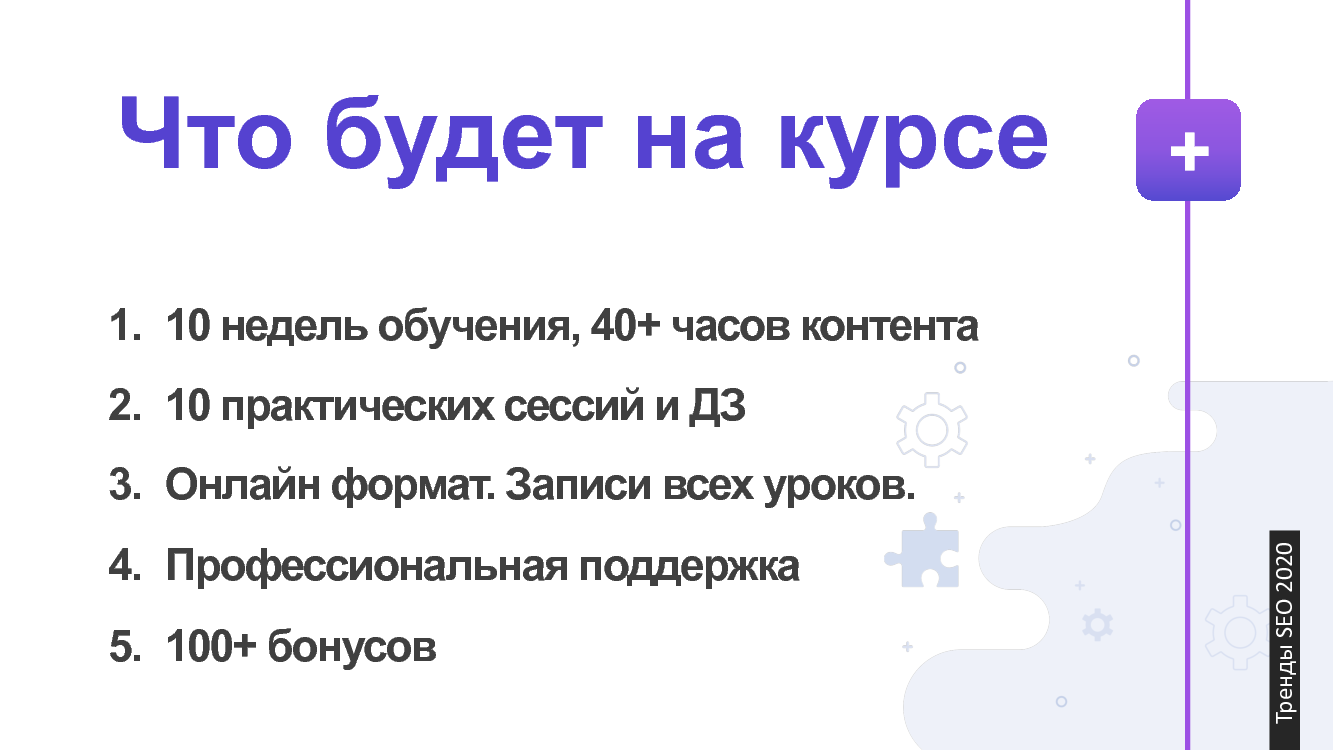 Что будет на курсе
+
1. 10 недель обучения, 40+ часов контента
2. 10 практических сессий и ДЗ
3. Онлайн формат. Записи всех уроков.
4. Профессиональная поддержка
5. 100+ бонусов
Тренды SEO 2020